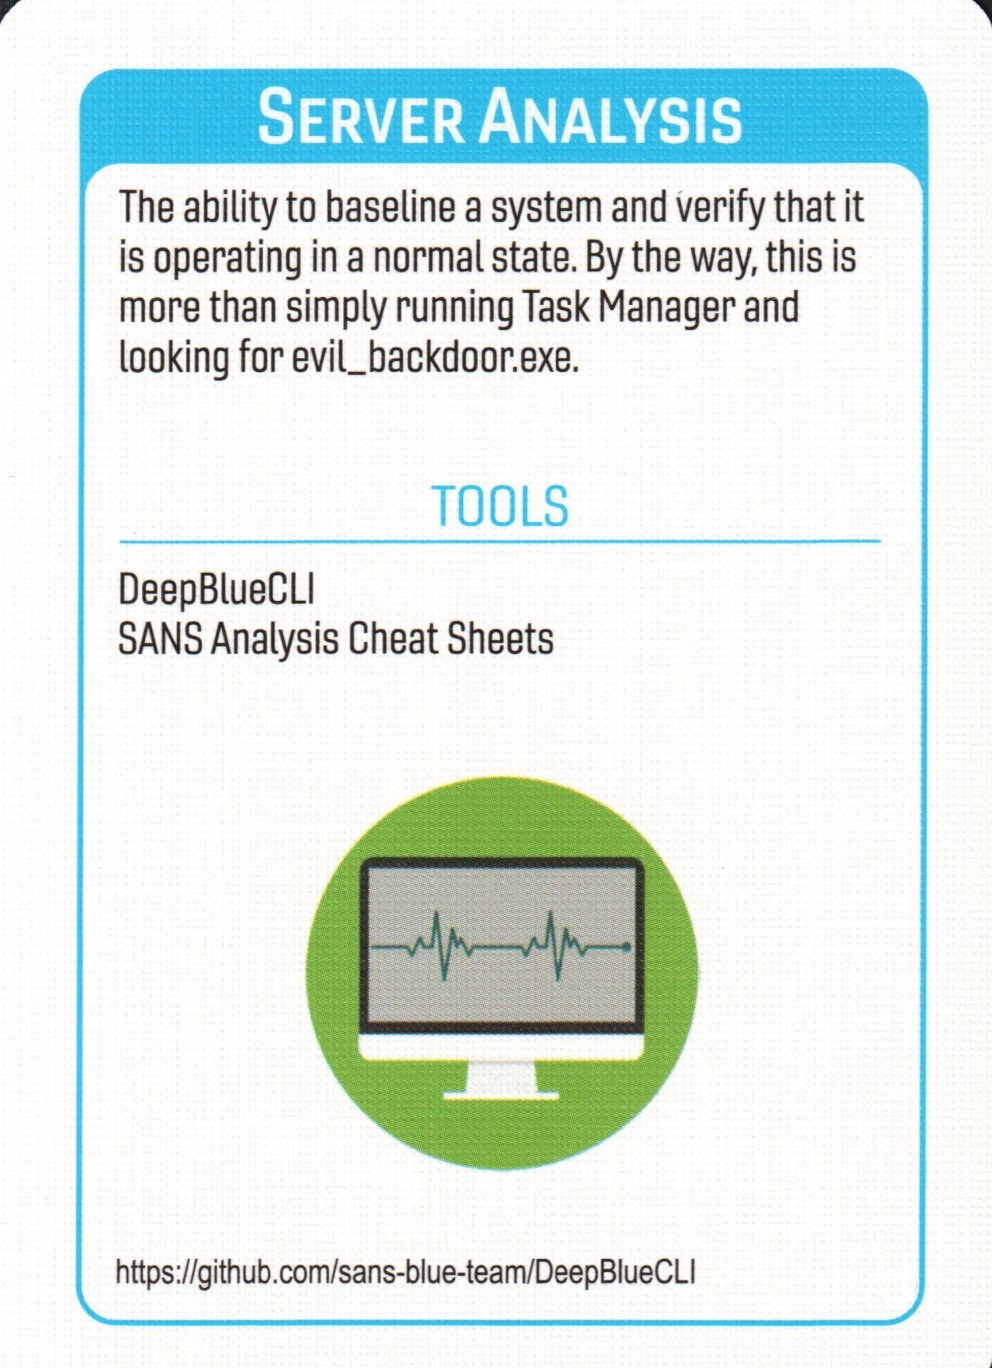 SERVER ANALYSIS
The ability to baseline a system and verify that it
is operating in a normal state. By the way, this is
more than simply running Task Manager and
looking for evil_backdoor.exe.
TOOLS
DeepBlueCLI
SANS Analysis Cheat Sheets
https://github.com/sans-blue-team/DeepBlueCLI